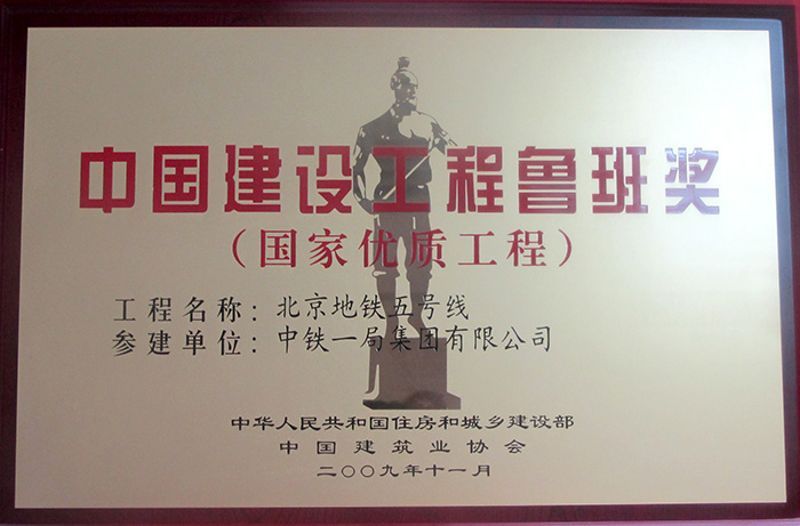 中国建设工程鲁班奖
（国家优质工程）
工程名称：北京地铁五号线
参建单位：中铁一局集团有限公司
中华人民共和国住房和城乡建设部
中国建筑业协会
二〇〇九年十一月